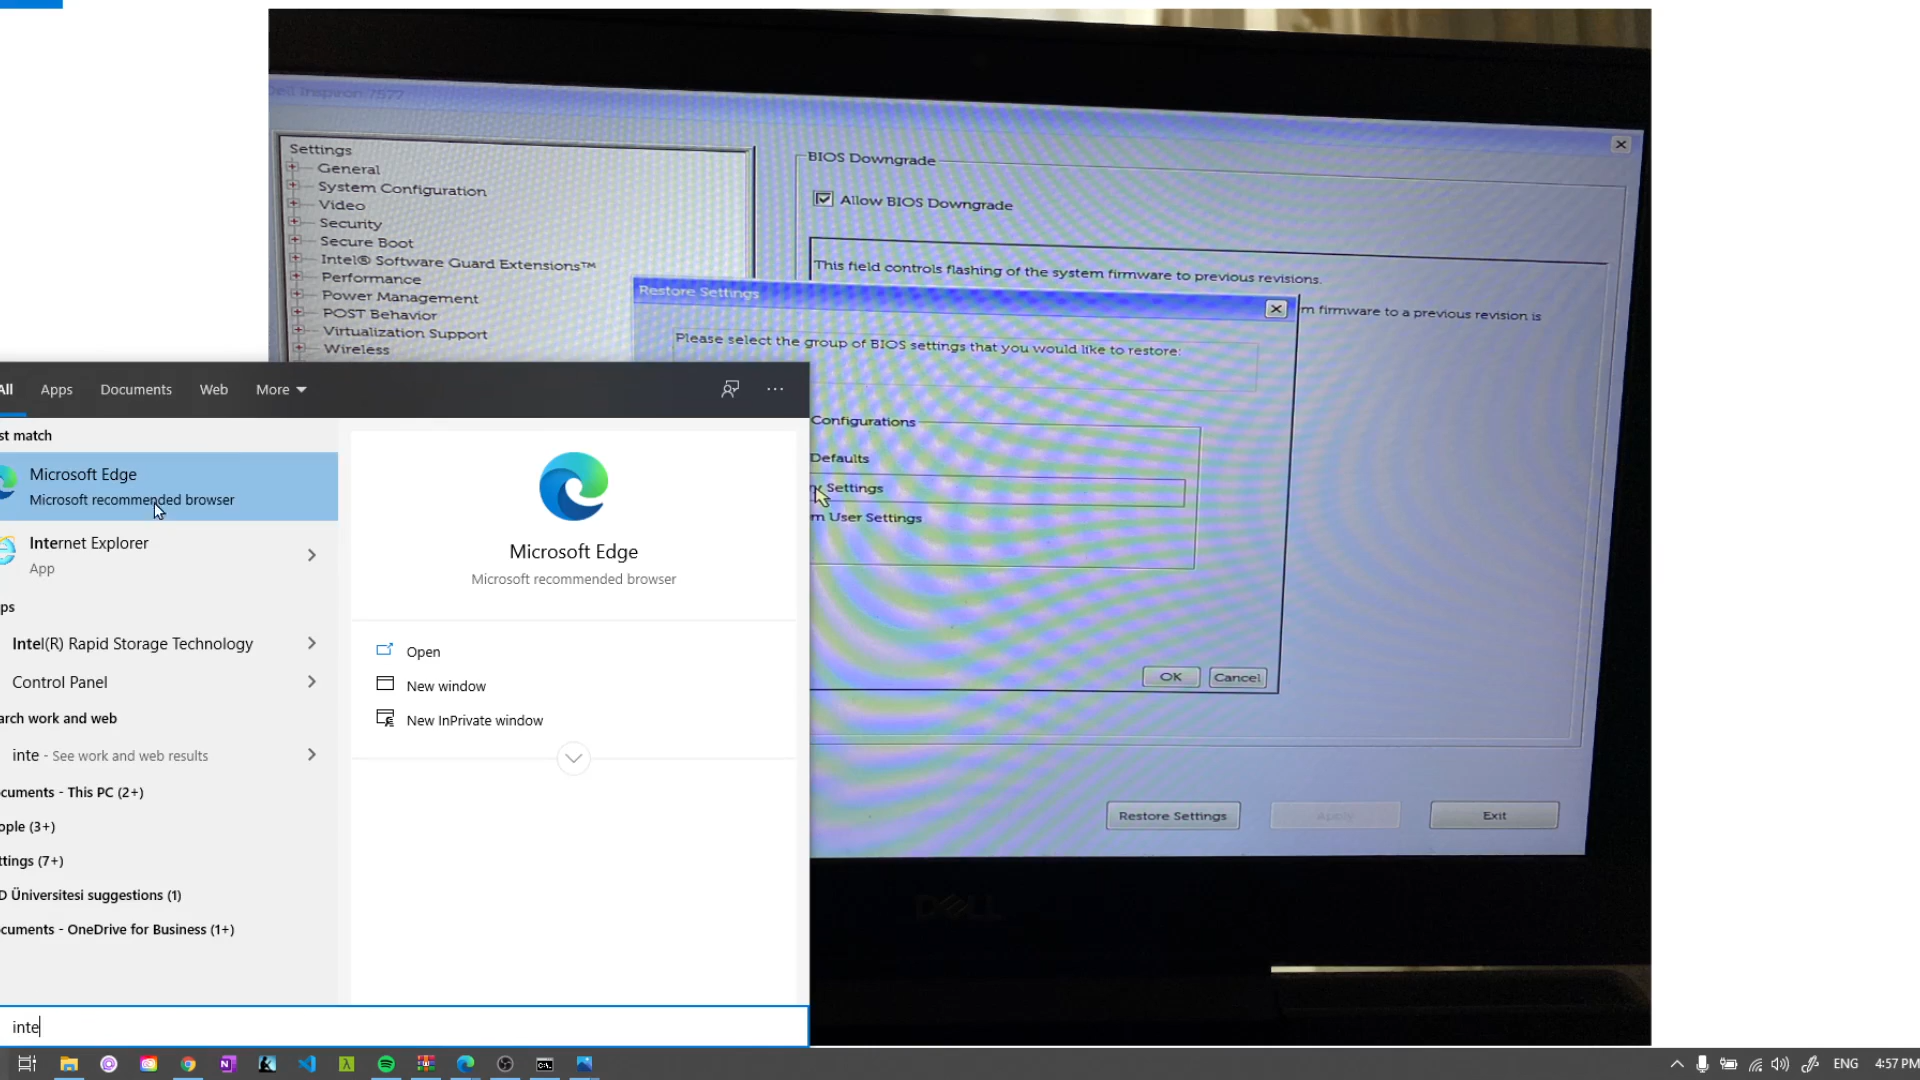 Dell Inspiron 7577
Settings
General
System Configuration
Video
Security
Secure Boot
Intel® Software Guard Extensions™
Performance
Power Management
POST Behavior
Virtualization Support
Wireless
BIOS Downgrade
Allow BIOS Downgrade
This field controls flashing of the system firmware to previous revisions.
m firmware to a previous revision is
Restore Settings
Please select the group of BIOS settings that you would like to restore:
Configurations
Defaults
ry Settings
m User Settings
OK Cancel
Restore Settings Apply Exit
DELL
All Apps Documents Web More
st match
Microsoft Edge
Microsoft recommended browser
Internet Explorer
App
ps
Intel(R) Rapid Storage Technology
Control Panel
arch work and web
inte - See work and web results
cuments - This PC (2+)
ople (3+)
ttings (7+)
D Üniversitesi suggestions (1)
cuments - OneDrive for Business (1+)
Microsoft Edge
Microsoft recommended browser
Open
New window
New InPrivate window
inte
ENG 4:57 PM